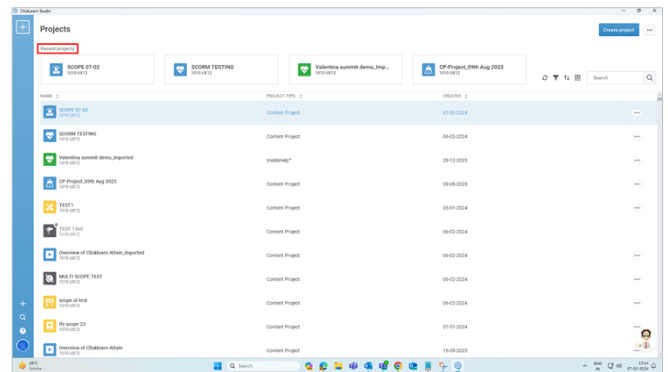 ClickLearn Studio
Projects
Create project
Recent projects
SCOPE 07-02
1010 UX12
SCORM TESTING
1010 UX12
Valentina summit demo_Imp...
1010 UX12
CP-Project_09th Aug 2023
1010 UX12
Search
NAME
PROJECT TYPE
CREATED
SCOPE 07-02
1010 UX12
Content Project
07-02-2024
SCORM TESTING
1010 UX12
Content Project
06-02-2024
Valentina summit demo_Imported
1010 UX12
InsiteHelp™
29-12-2023
CP-Project_09th Aug 2023
1010 UX12
Content Project
09-08-2023
TEST1
1010 UX12
Content Project
05-01-2024
TEST 1365
1010 UX12
Content Project
06-02-2024
Overview of Clicklearn Attain_Imported
1010 UX12
Content Project
06-02-2024
MULTI SCOPE TEST
1010 UX12
Content Project
06-02-2024
scope ui test
1010 UX12
Content Project
06-02-2024
Ifs scope 23
1010 UX12
Content Project
31-01-2024
Overview of Clicklearn Attain
1010 UX12
Content Project
15-09-2023
Search
ENG
IN
07-02-2024